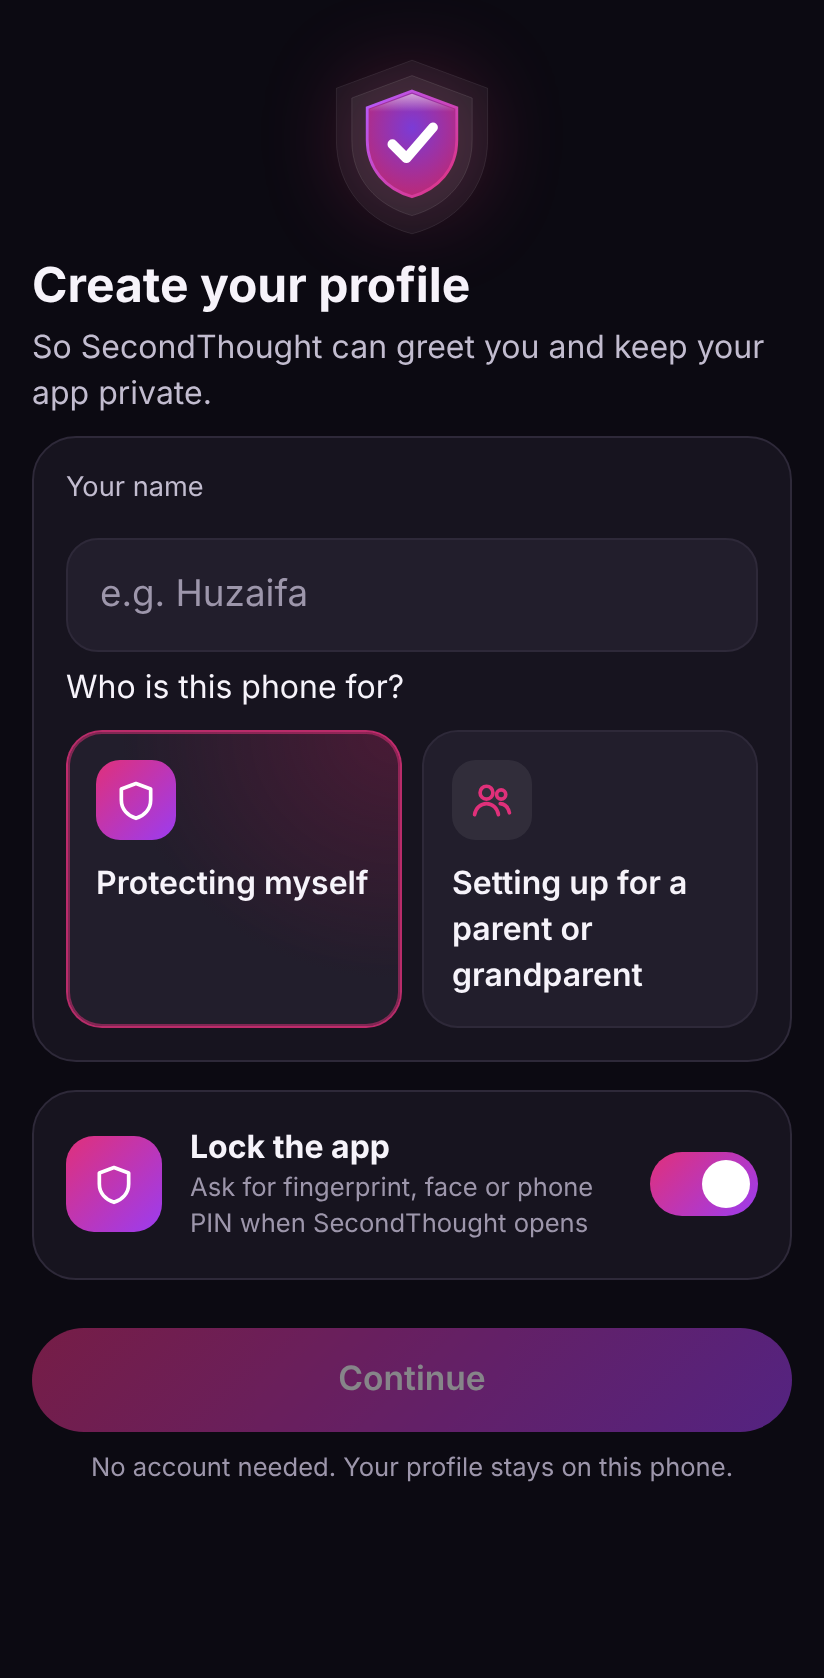 Create your profile
So SecondThought can greet you and keep your
app private.
Your name
e.g. Huzaifa
Who is this phone for?
Protecting myself
Setting up for a
parent or
grandparent
Lock the app
Ask for fingerprint, face or phone
PIN when SecondThought opens
Continue
No account needed. Your profile stays on this phone.